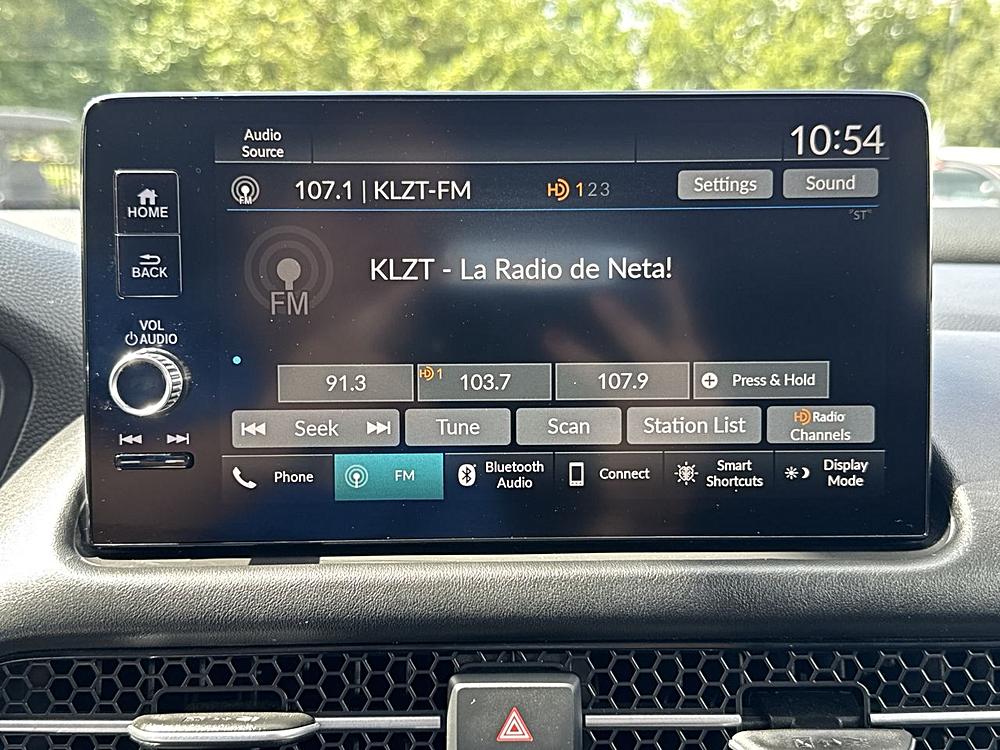 Audio
Source
10:54
FM
107.1 | KLZT-FM
HD 1 2 3
Settings
Sound
"ST"
HOME
BACK
VOL
AUDIO
FM
KLZT - La Radio de Neta!
91.3
HD 1 103.7
107.9
Press & Hold
Seek
Tune
Scan
Station List
HD Radio
Channels
Phone
FM
Bluetooth
Audio
Connect
Smart
Shortcuts
Display
Mode